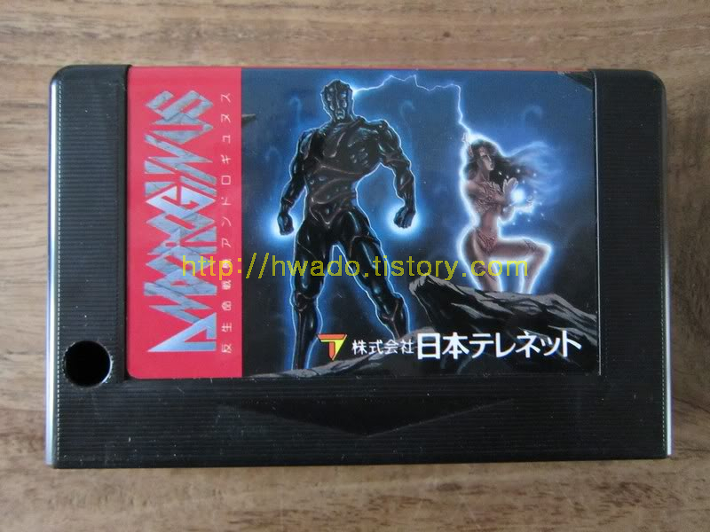 ANDROGYNUS
反生命戦機アンドロギュヌス
http://hwado.tistory.com
株式会社日本テレネット